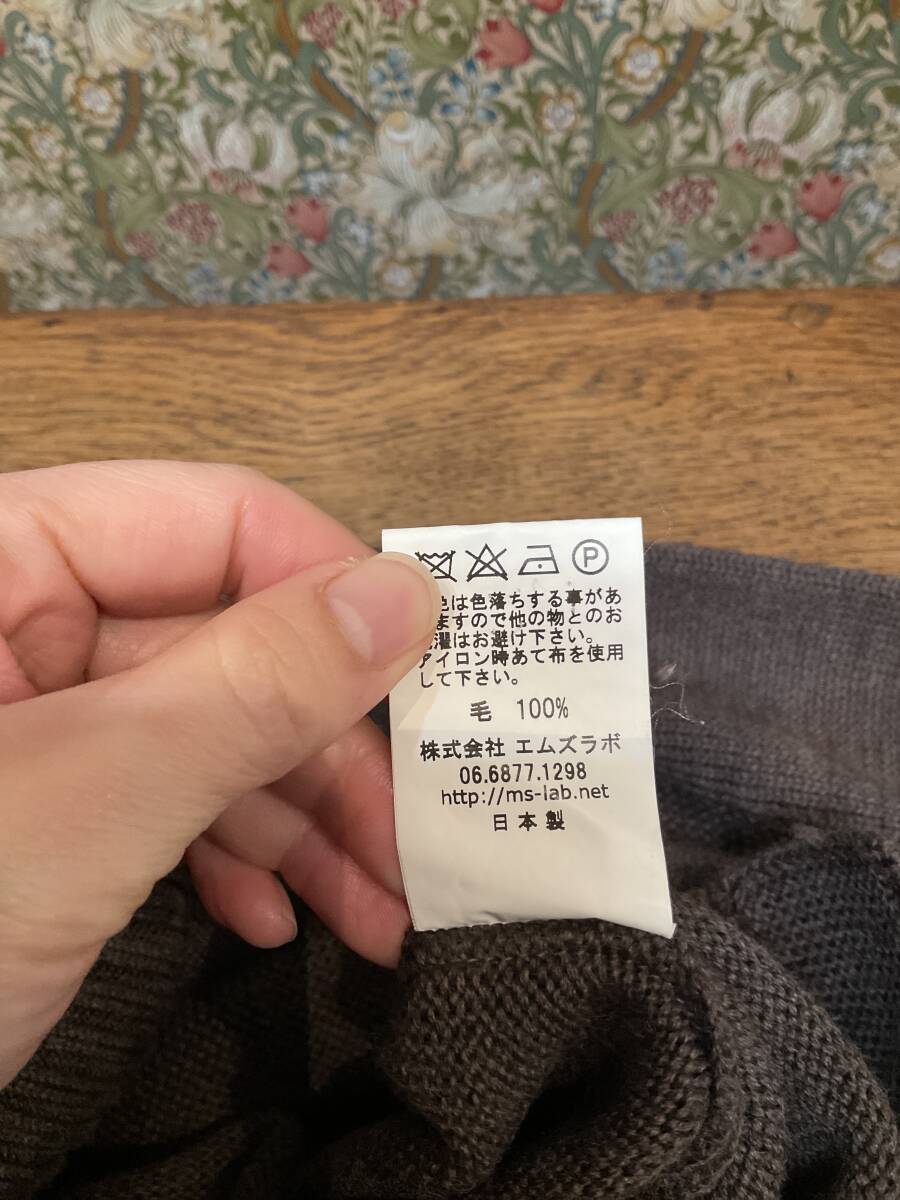 P
色は色落ちする事があ
ますので他の物とのお
濯はお避け下さい。
アイロン時あて布を使用
して下さい。
毛 100%
株式会社 エムズラボ
06.6877.1298
http://ms-lab.net
日本製